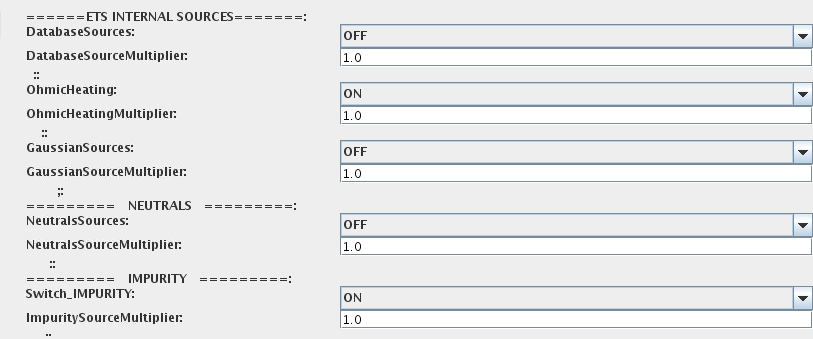 ======ETS INTERNAL SOURCES=======:
DatabaseSources: OFF
DatabaseSourceMultiplier: 1.0
::
OhmicHeating: ON
OhmicHeatingMultiplier: 1.0
::
GaussianSources: OFF
GaussianSourceMultiplier: 1.0
;:
========= NEUTRALS =========:
NeutralsSources: OFF
NeutralsSourceMultiplier: 1.0
::
========= IMPURITY =========:
Switch_IMPURITY: ON
ImpuritySourceMultiplier: 1.0
::